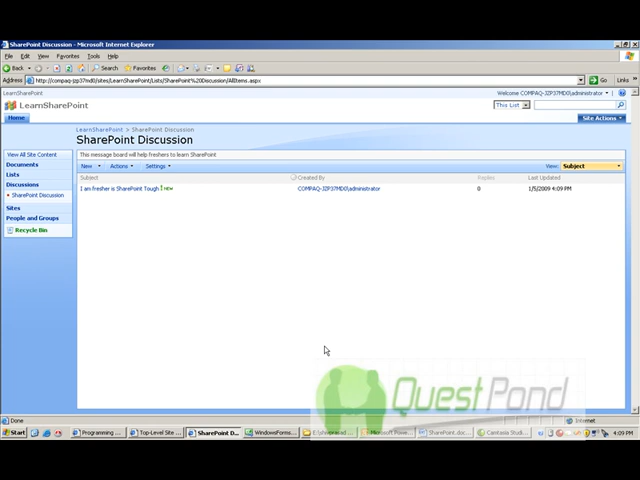 SharePoint Discussion - Microsoft Internet Explorer
File Edit View Favorites Tools Help
Back Search Favorites
Address http://compaq-jzp37md0/sites/LearnSharePoint/Lists/SharePoint%20Discussion/AllItems.aspx Go Links »
LearnSharePoint Welcome COMPAQ-JZP37MD0\administrator
LearnSharePoint This List
Home Site Actions
LearnSharePoint > SharePoint Discussion
SharePoint Discussion
This message board will help freshers to learn SharePoint
View All Site Content
Documents
Lists
Discussions
SharePoint Discussion
Sites
People and Groups
Recycle Bin
New Actions Settings View: Subject
Subject Created By Replies Last Updated
I am fresher is SharePoint Tough ! NEW COMPAQ-JZP37MD0\administrator 0 1/5/2009 4:09 PM
QuestPond
Done Internet
Start Programming ... Top-Level Site ... SharePoint D... WindowsForms... Microsoft Power... SharePoint.doc... Camtasia Studi... 4:09 PM